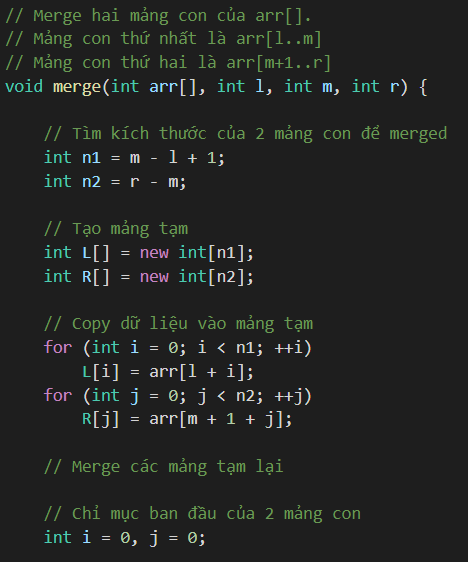 // Merge hai mảng con của arr[].
// Mảng con thứ nhất là arr[l..m]
// Mảng con thứ hai là arr[m+1..r]
void merge(int arr[], int l, int m, int r) {
// Tìm kích thước của 2 mảng con để merged
int n1 = m - l + 1;
int n2 = r - m;
// Tạo mảng tạm
int L[] = new int[n1];
int R[] = new int[n2];
// Copy dữ liệu vào mảng tạm
for (int i = 0; i < n1; ++i)
L[i] = arr[l + i];
for (int j = 0; j < n2; ++j)
R[j] = arr[m + 1 + j];
// Merge các mảng tạm lại
// Chỉ mục ban đầu của 2 mảng con
int i = 0, j = 0;